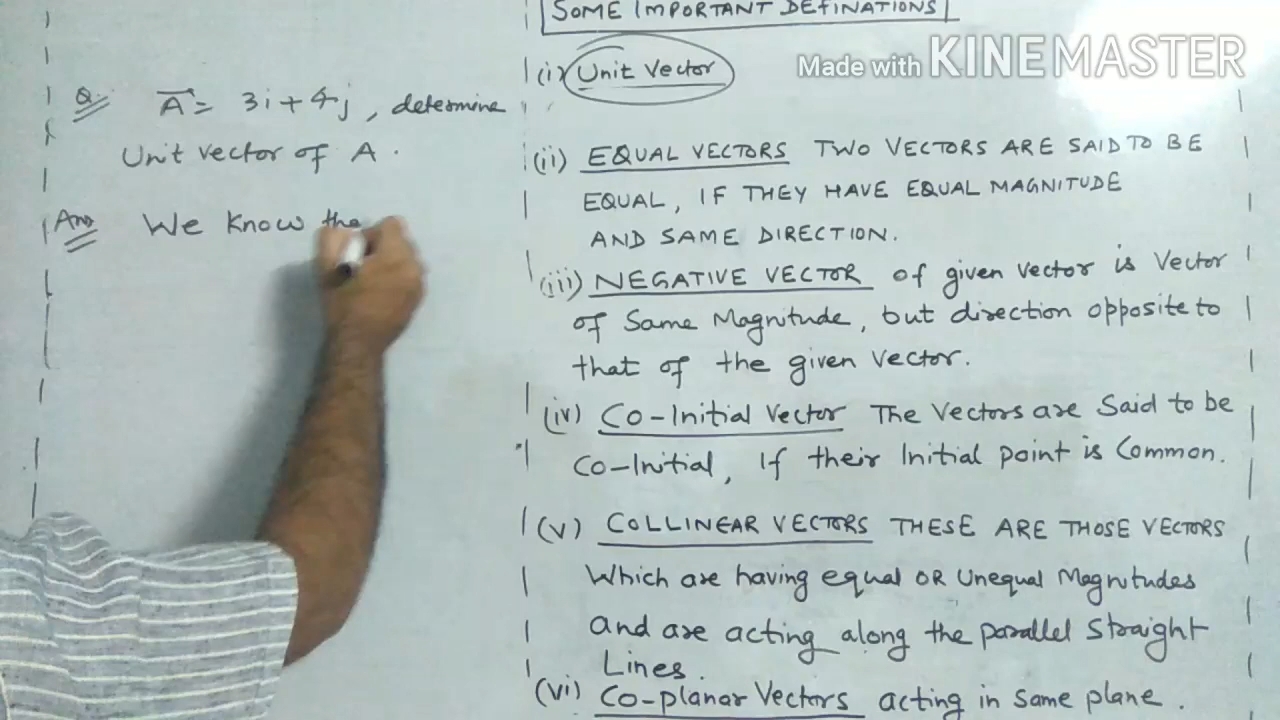 SOME IMPORTANT DEFINATIONS
Made with KINEMASTER
Q. A = 3i + 4j, determine
Unit vector of A.
Ans We know the
(i) Unit Vector
(ii) EQUAL VECTORS TWO VECTORS ARE SAID TO BE
EQUAL, IF THEY HAVE EQUAL MAGNITUDE
AND SAME DIRECTION.
(iii) NEGATIVE VECTOR of given vector is Vector
of Same Magnitude, but direction opposite to
that of the given vector.
(iv) Co-Initial Vector The Vectors are Said to be
Co-Initial, If their Initial point is Common.
(v) COLLINEAR VECTORS THESE ARE THOSE VECTORS
Which are having equal OR Unequal Magnitudes
and are acting along the parallel Straight
Lines.
(vi) Co-planar Vectors acting in same plane.